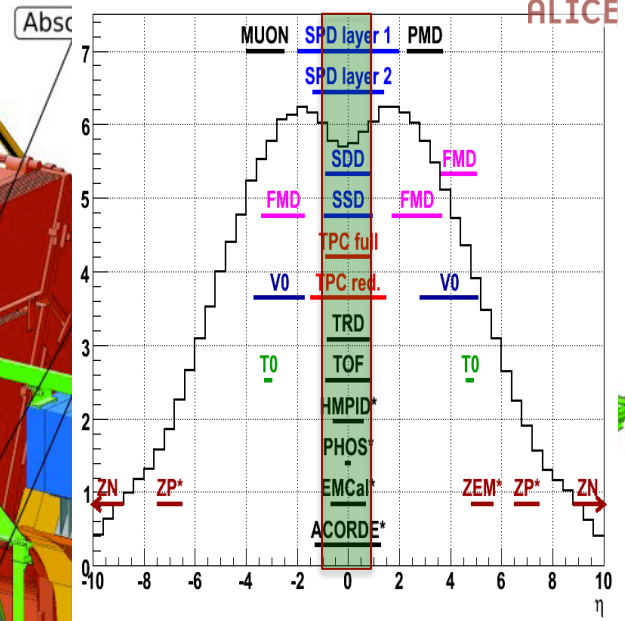 ALICE
Absc
7
MUON SPD layer 1 PMD
SPD layer 2
6
SDD FMD
5
FMD SSD FMD
TPC full
4
V0 TPC red. V0
TRD
3
T0 TOF T0
HMPID*
2
PHOS*
1
ZN ZP* EMCal* ZEM* ZP* ZN
ACORDE*
0
-10 -8 -6 -4 -2 0 2 4 6 8 10
η